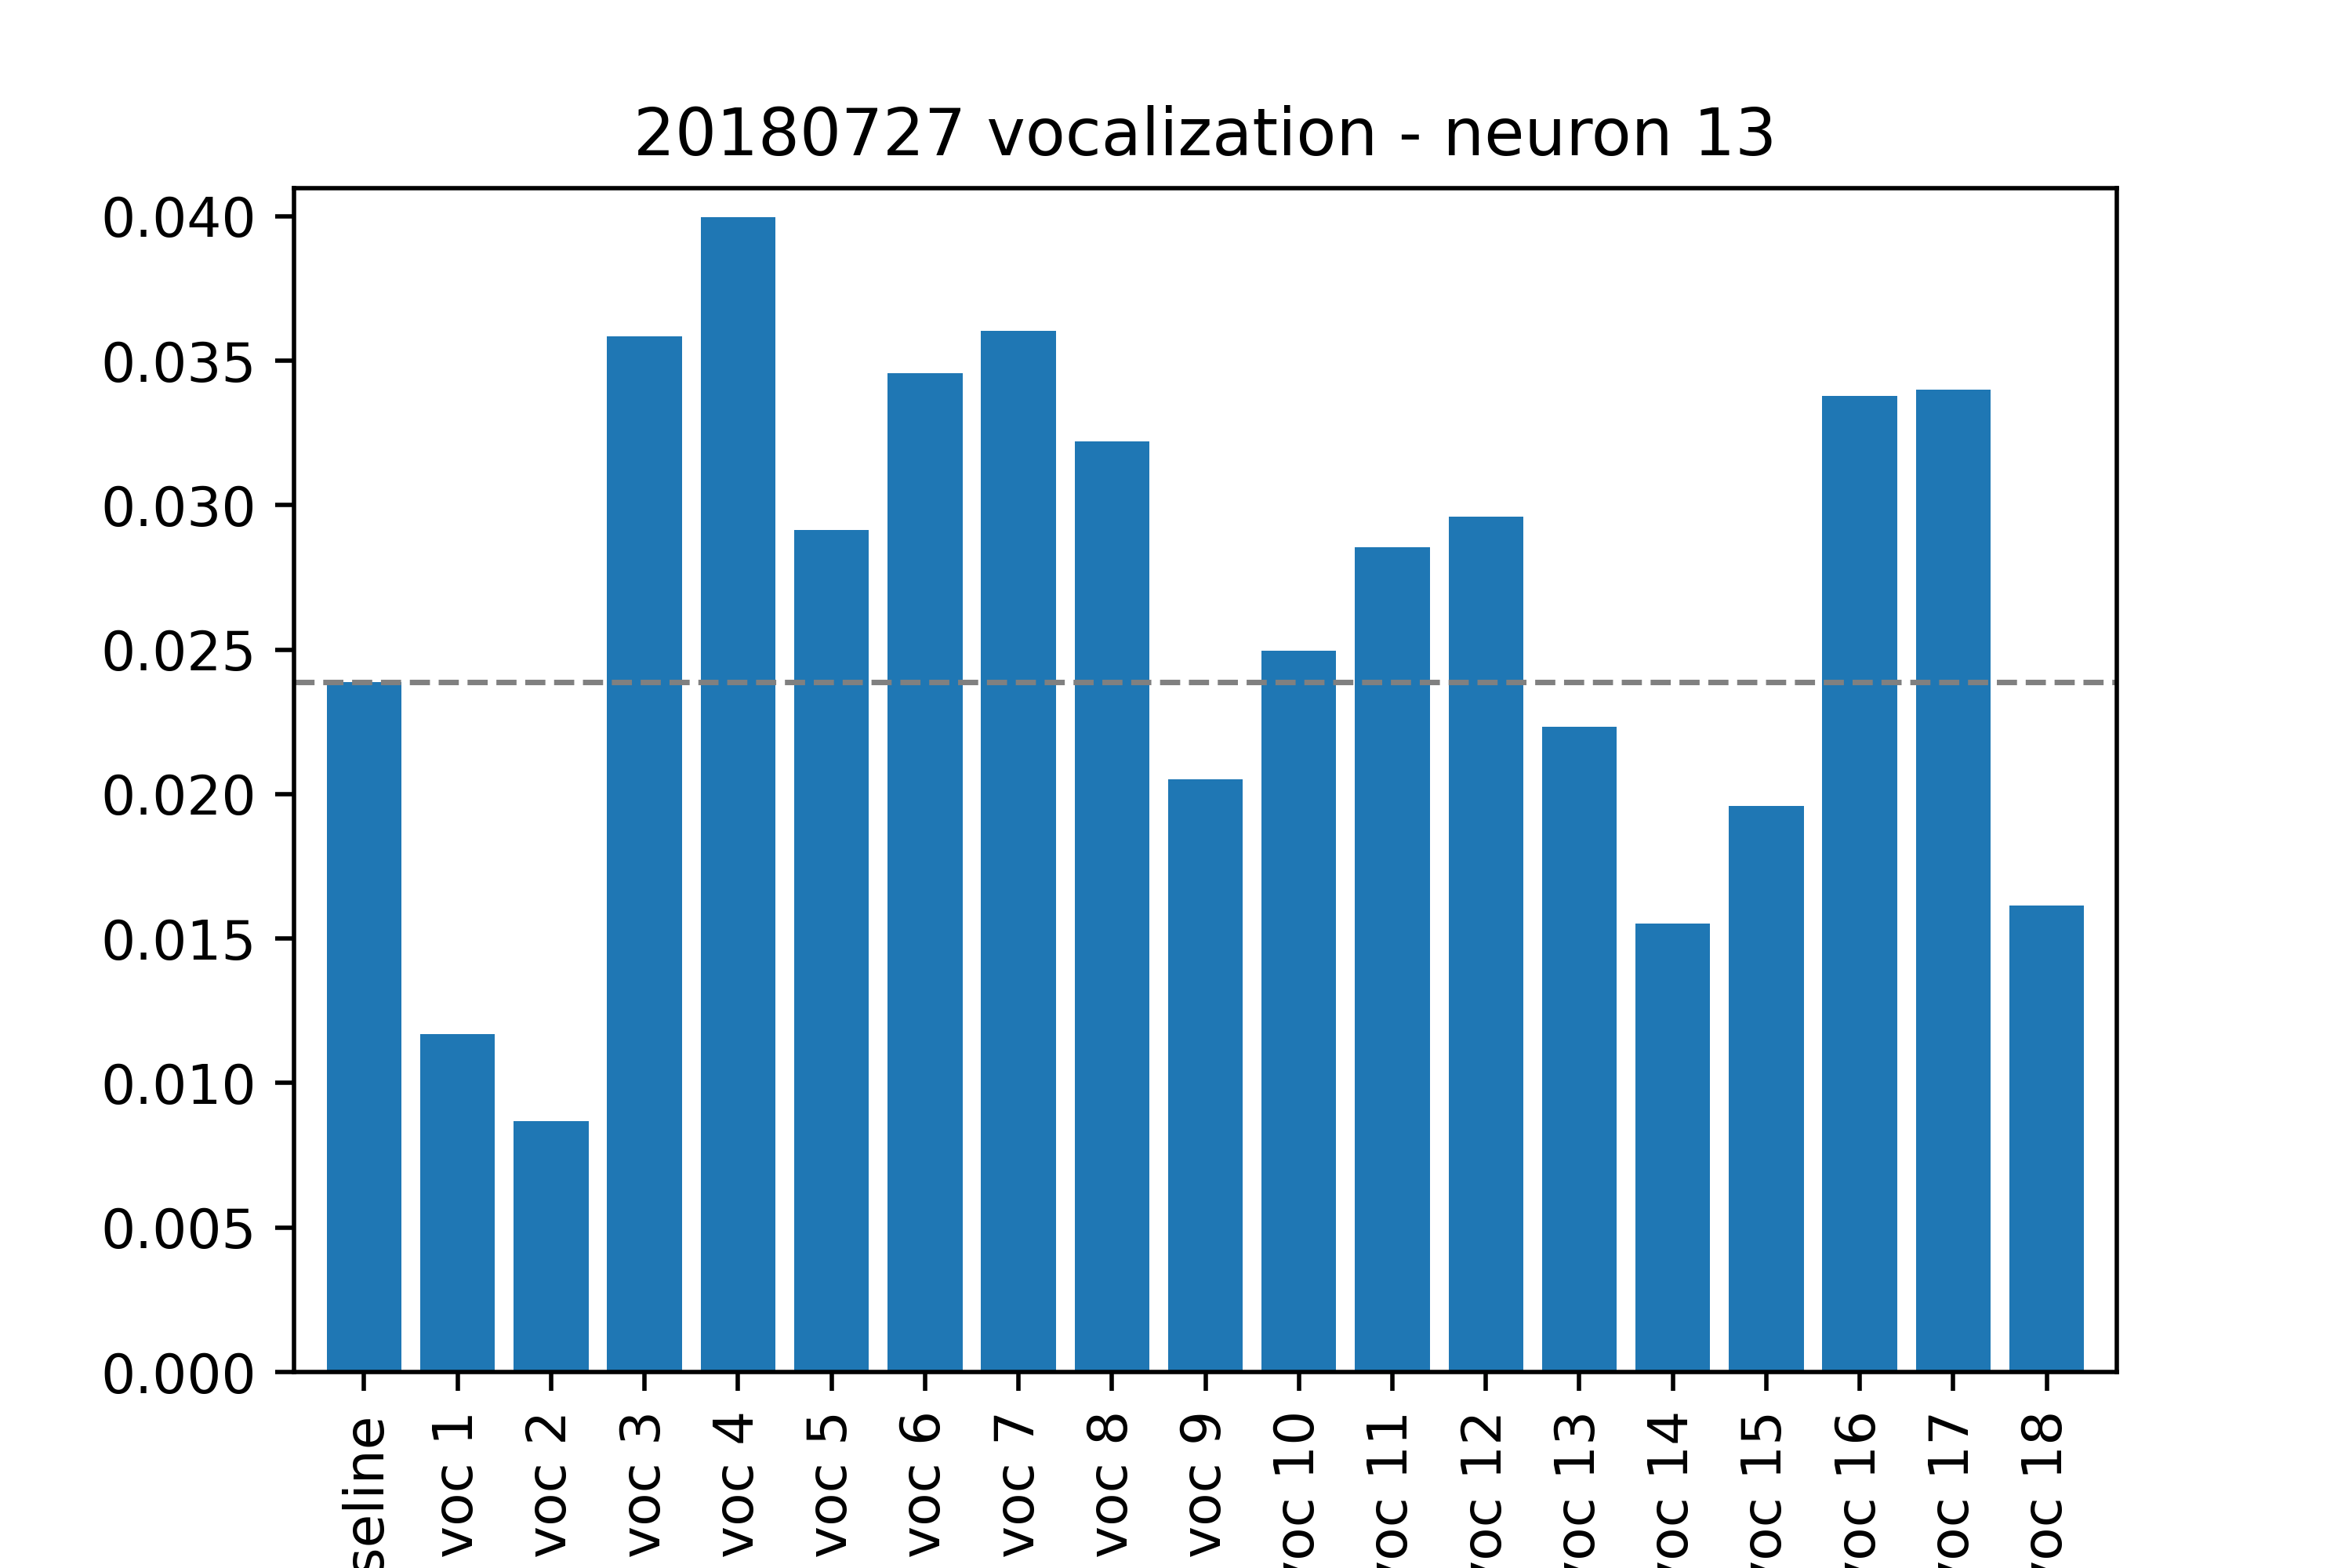 20180727 vocalization - neuron 13
0.040
0.035
0.030
0.025
0.020
0.015
0.010
0.005
0.000
seline
voc 1
voc 2
voc 3
voc 4
voc 5
voc 6
voc 7
voc 8
voc 9
voc 10
voc 11
voc 12
voc 13
voc 14
voc 15
voc 16
voc 17
voc 18